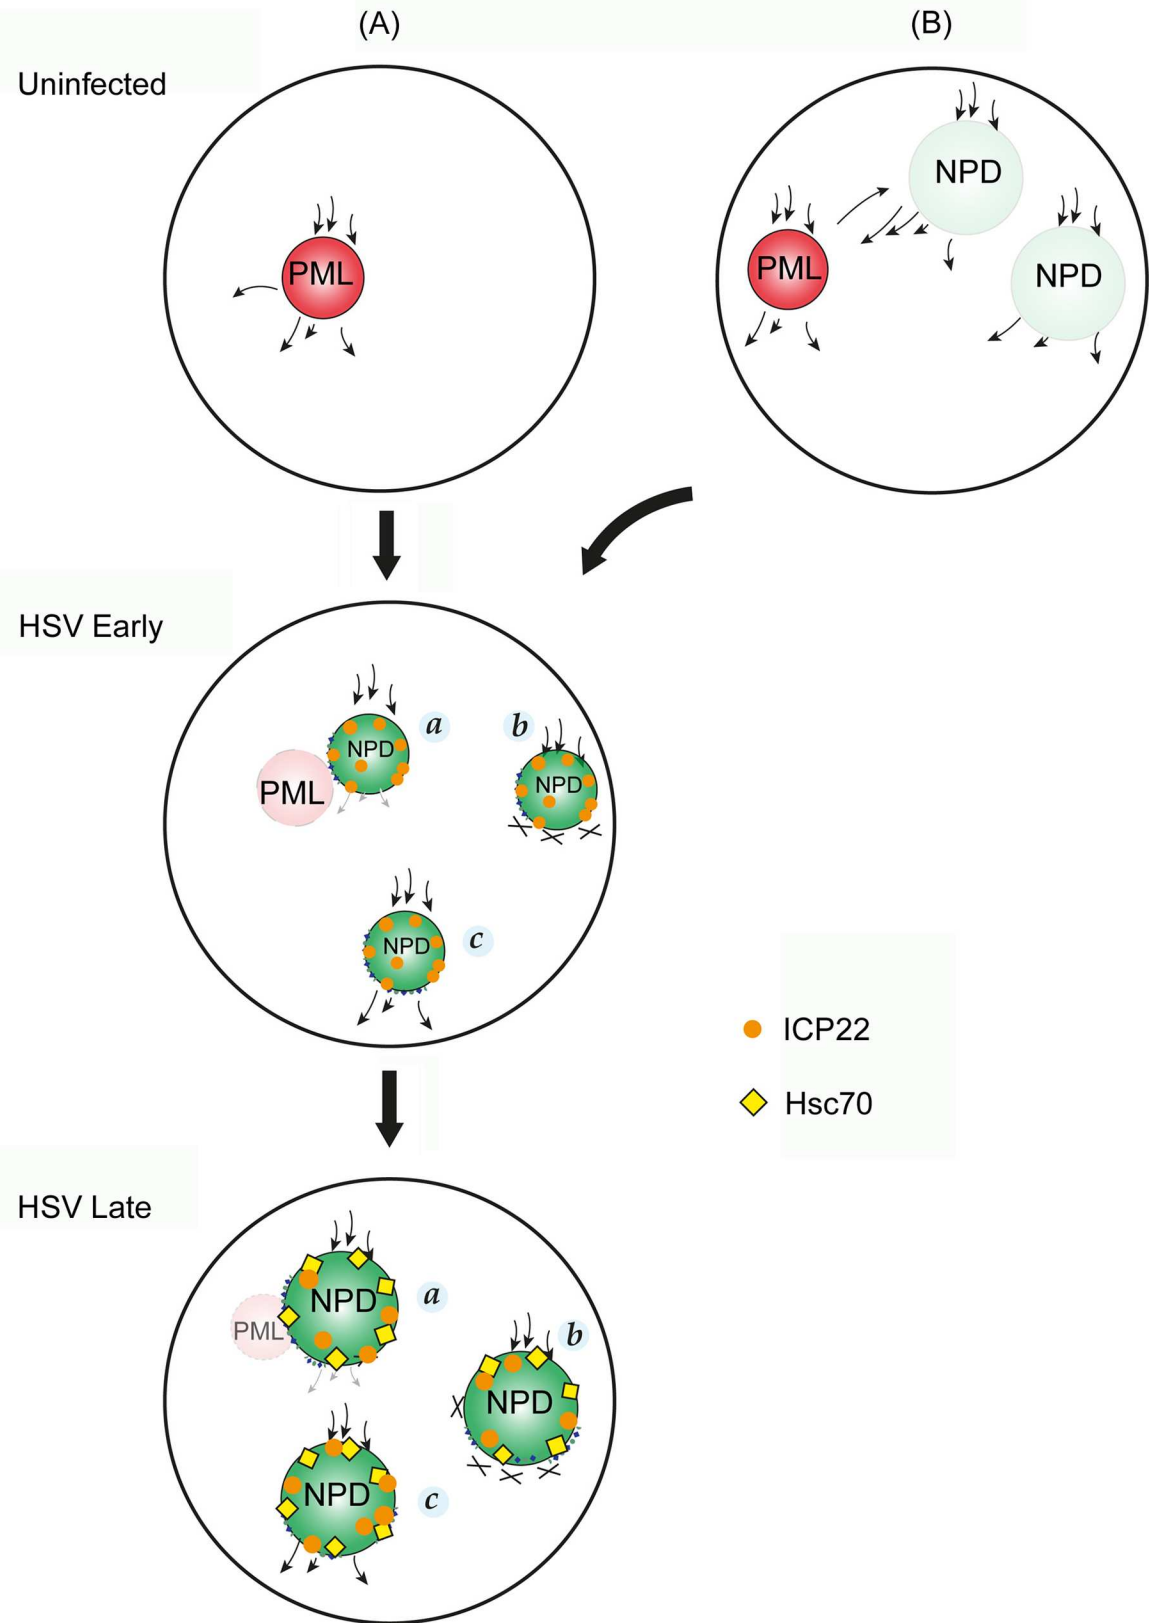 (A)
(B)
Uninfected
PML
NPD
PML
NPD
HSV Early
a
b
NPD
PML
NPD
c
NPD
ICP22
Hsc70
HSV Late
a
NPD
PML
b
NPD
NPD
c